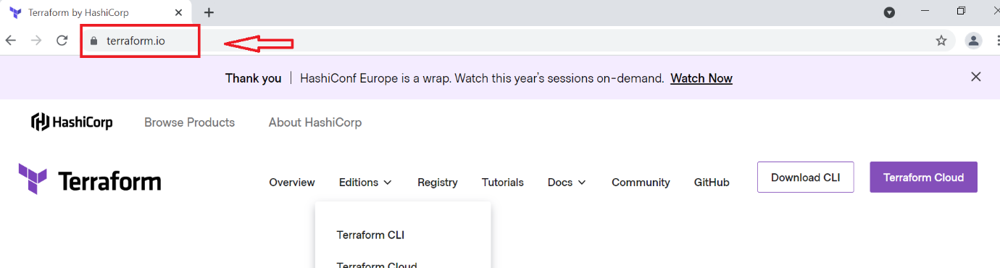 Terraform by HashiCorp
terraform.io
Thank you | HashiConf Europe is a wrap. Watch this year's sessions on-demand. Watch Now
HashiCorp Browse Products About HashiCorp
Terraform Overview Editions Registry Tutorials Docs Community GitHub Download CLI Terraform Cloud
Terraform CLI
Terraform Cloud